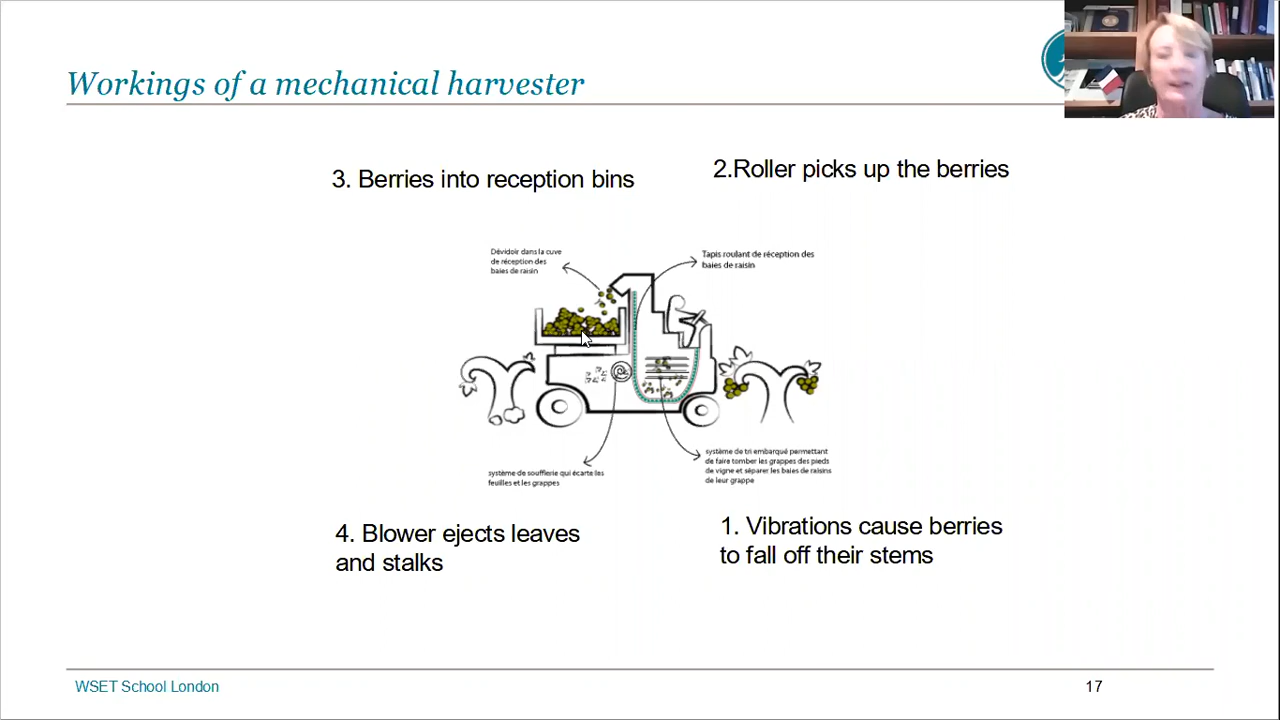 Workings of a mechanical harvester
3. Berries into reception bins
2.Roller picks up the berries
Dévidoir dans la cuve
de réception des
baies de raisin
Tapis roulant de réception des
baies de raisin
système de soufflerie qui écarte les
feuilles et les grappes
système de tri embarqué permettant
de faire tomber les grappes des pieds
de vigne et séparer les baies de raisins
de leur grappe
4. Blower ejects leaves
and stalks
1. Vibrations cause berries
to fall off their stems
WSET School London
17